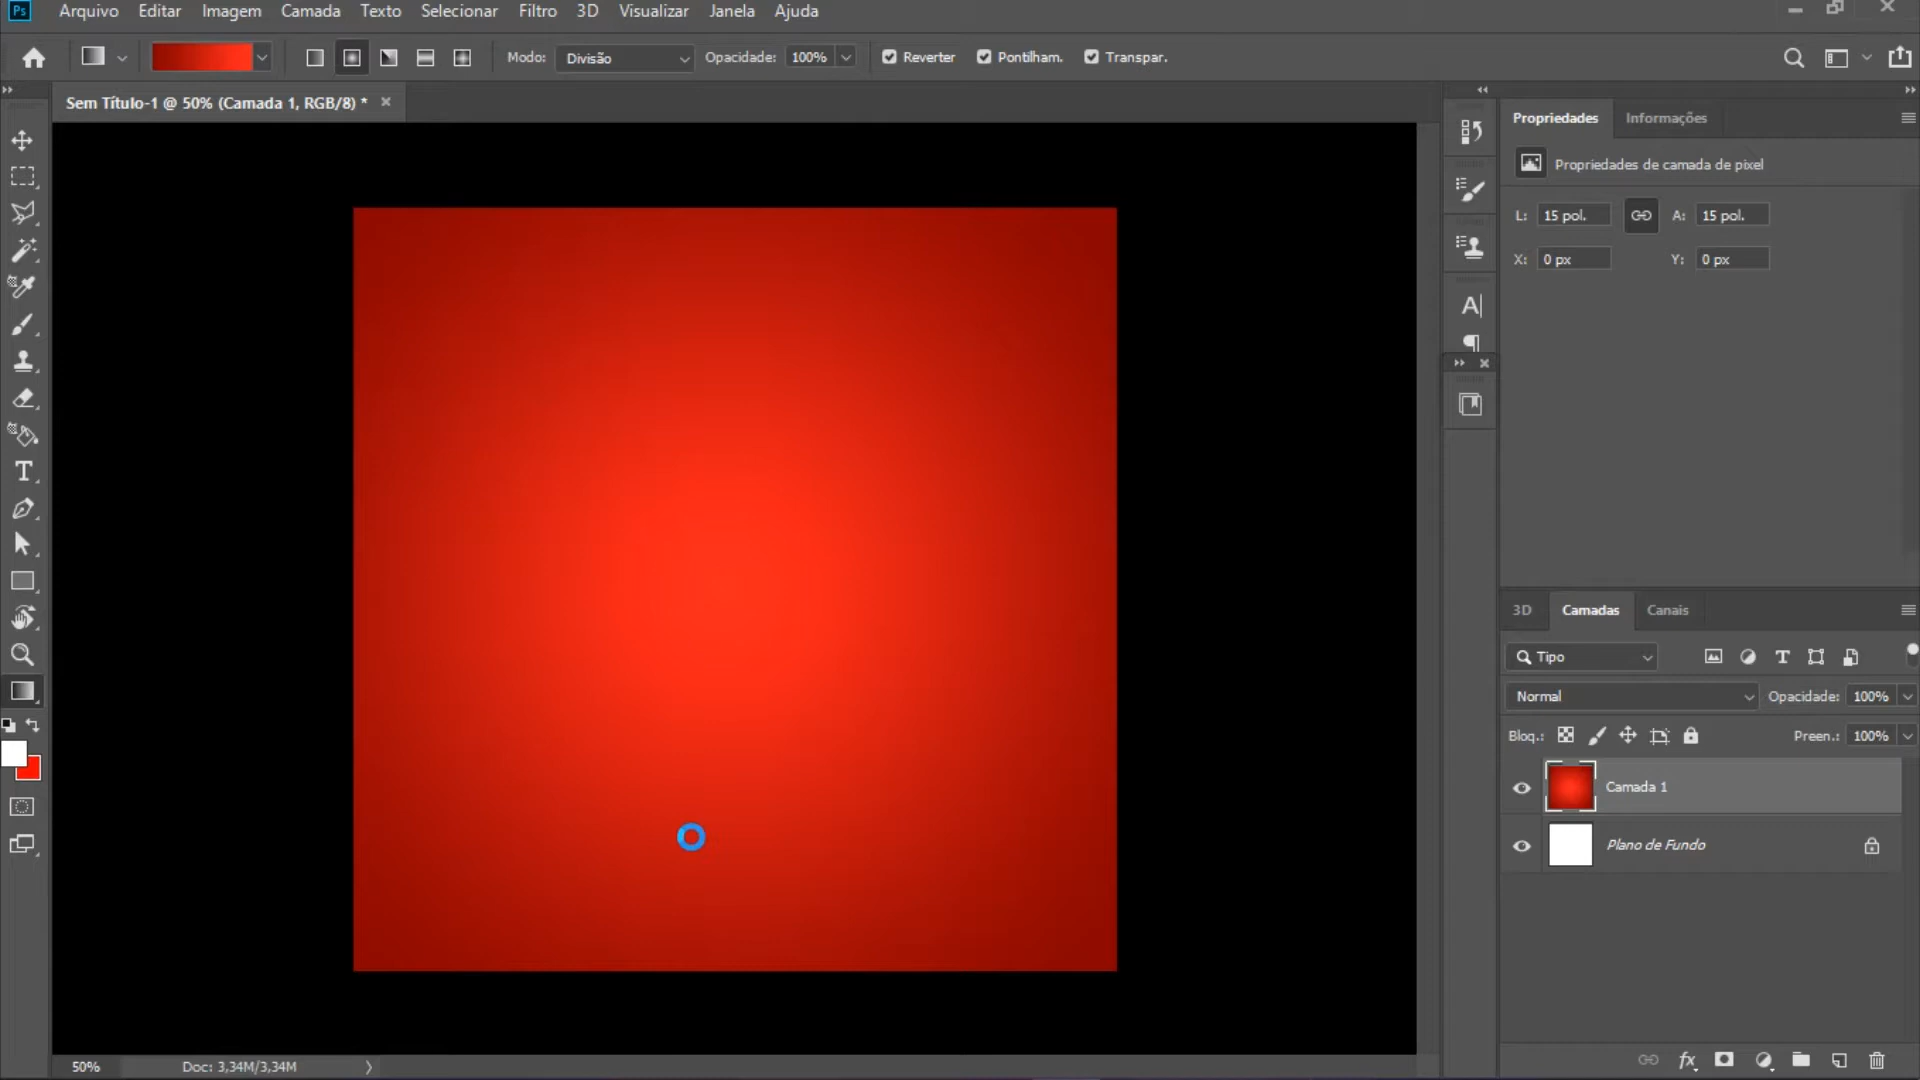 Ps Arquivo Editar Imagem Camada Texto Selecionar Filtro 3D Visualizar Janela Ajuda
Modo: Divisão Opacidade: 100% Reverter Pontilham. Transpar.
Sem Título-1 @ 50% (Camada 1, RGB/8) *
Propriedades Informações
Propriedades de camada de pixel
L: 15 pol. A: 15 pol.
X: 0 px Y: 0 px
3D Camadas Canais
Tipo
Normal Opacidade: 100%
Bloq.: Preen.: 100%
Camada 1
Plano de Fundo
50% Doc: 3,34M/3,34M